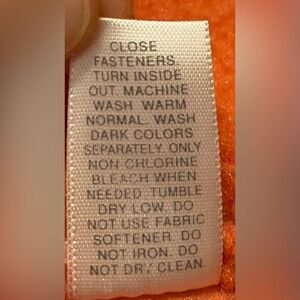 CLOSE
FASTENERS.
TURN INSIDE
OUT. MACHINE
WASH WARM
NORMAL. WASH
DARK COLORS
SEPARATELY. ONLY
NON-CHLORINE
BLEACH WHEN
NEEDED. TUMBLE
DRY LOW. DO
NOT USE FABRIC
SOFTENER. DO
NOT IRON. DO
NOT DRY CLEAN.